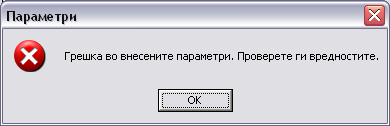 Параметри
Грешка во внесените параметри. Проверете ги вредностите.
OK